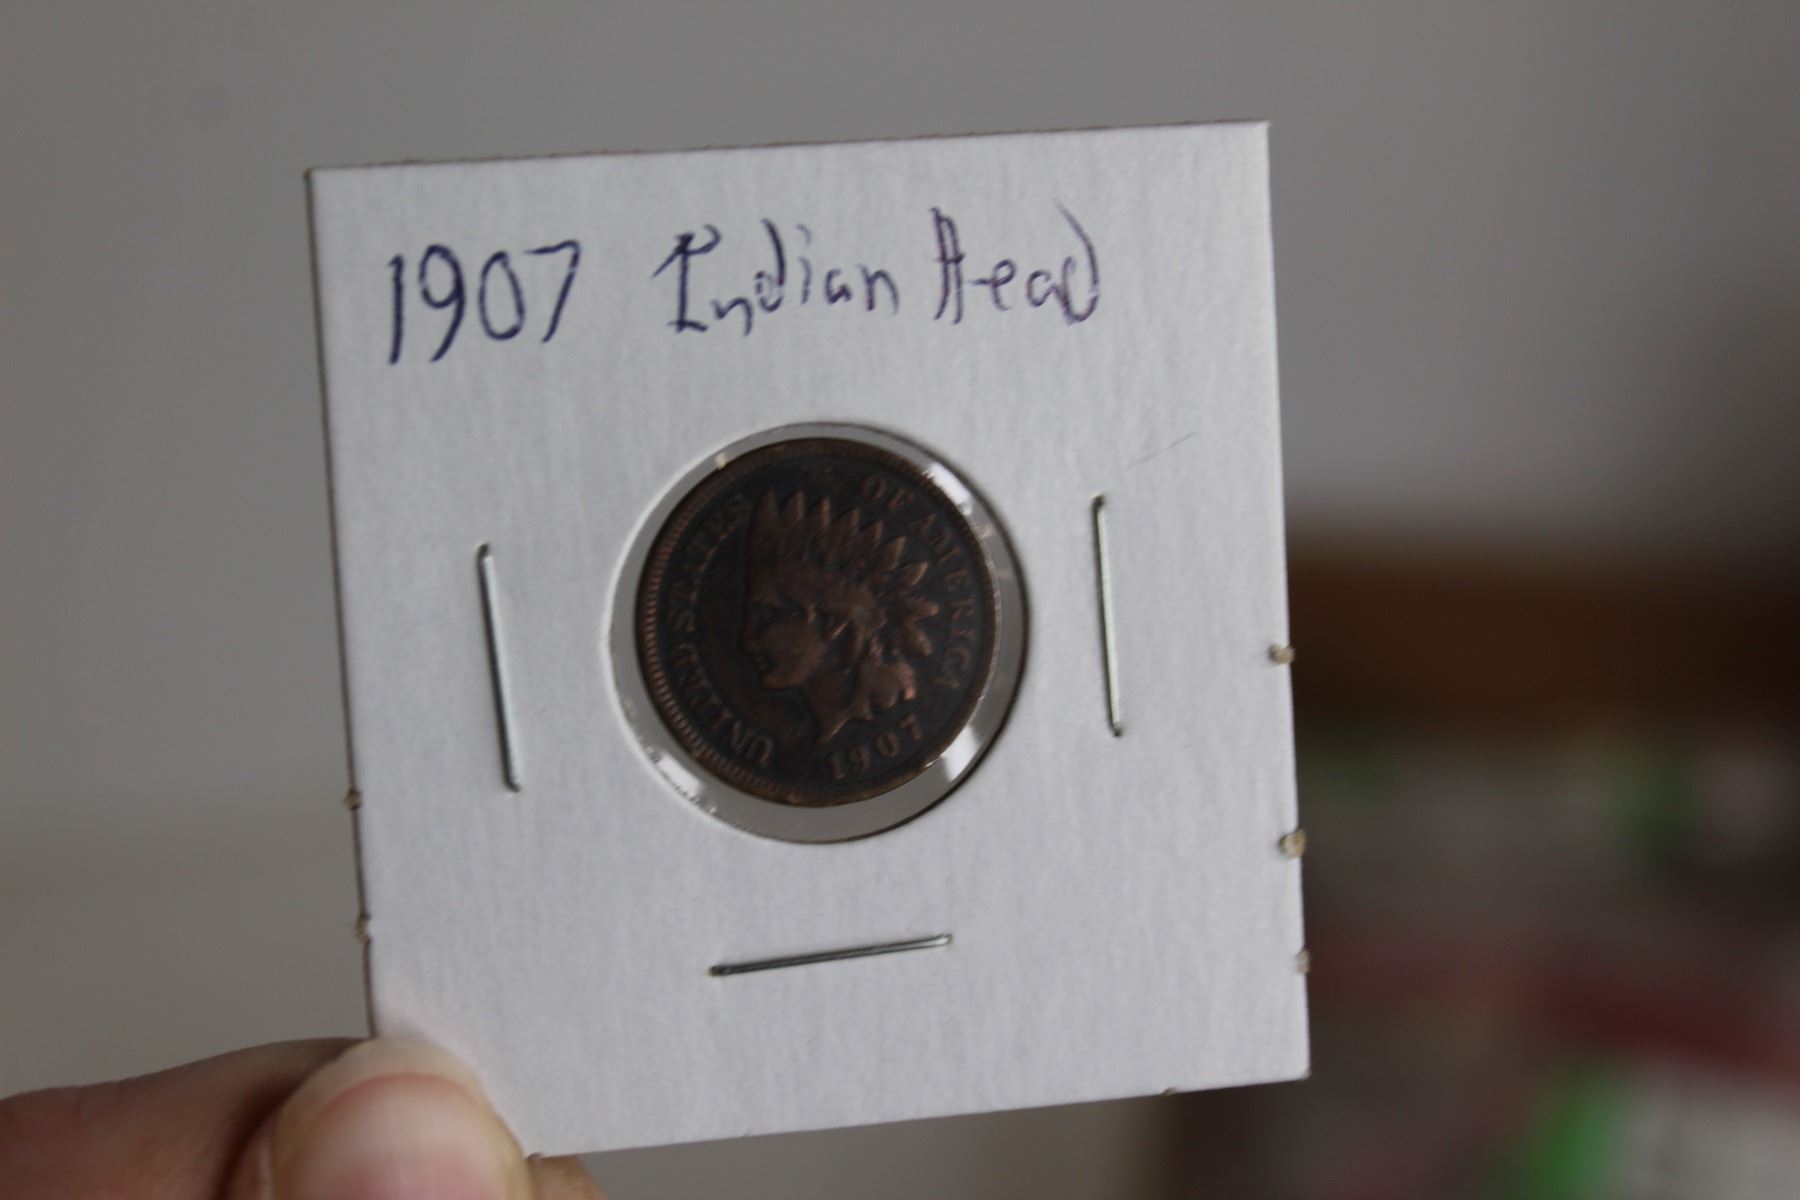 1907 Indian Head
UNITED STATES OF AMERICA
1907